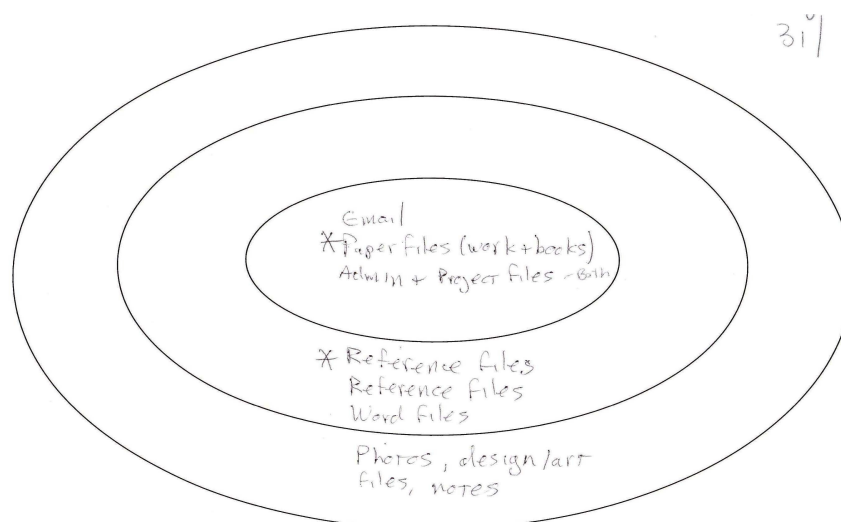 Email
*Paper files (work + books)
Admin + Project files - Both
* Reference files
Reference files
Word files
Photos, design/art
files, notes